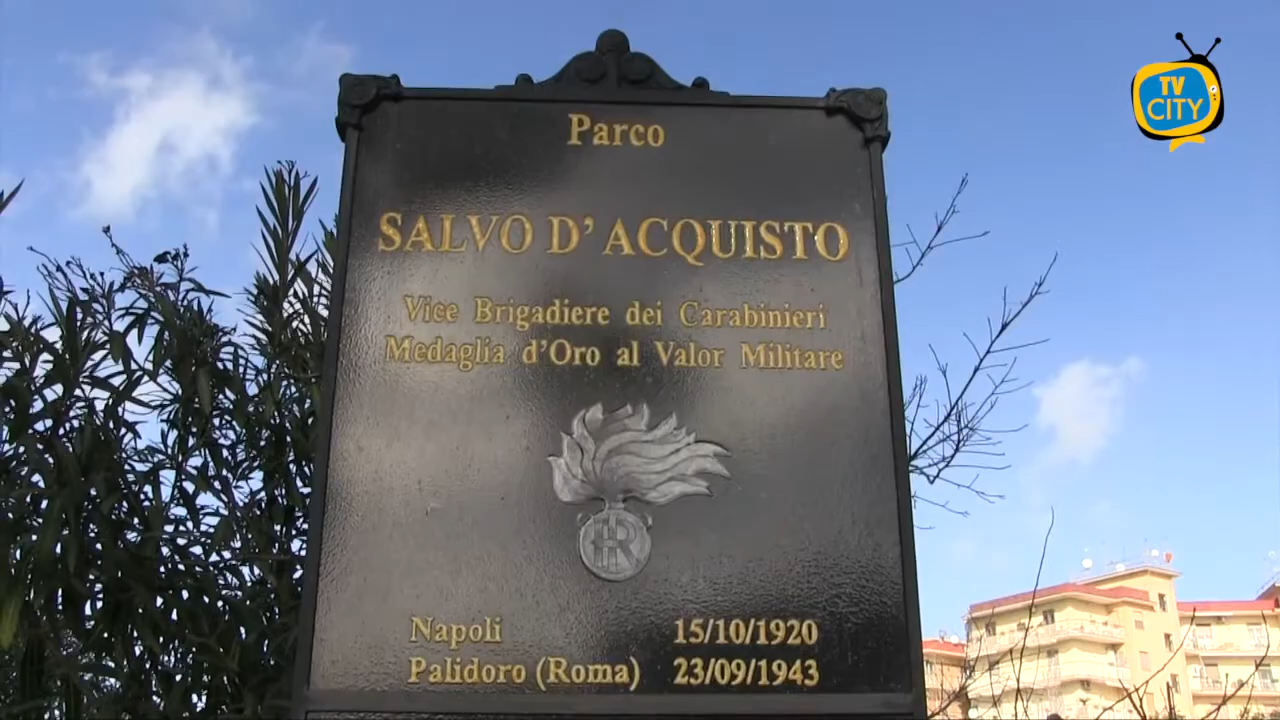 TV
CITY
Parco
SALVO D'ACQUISTO
Vice Brigadiere dei Carabinieri
Medaglia d'Oro al Valor Militare
RI
Napoli 15/10/1920
Palidoro (Roma) 23/09/1943